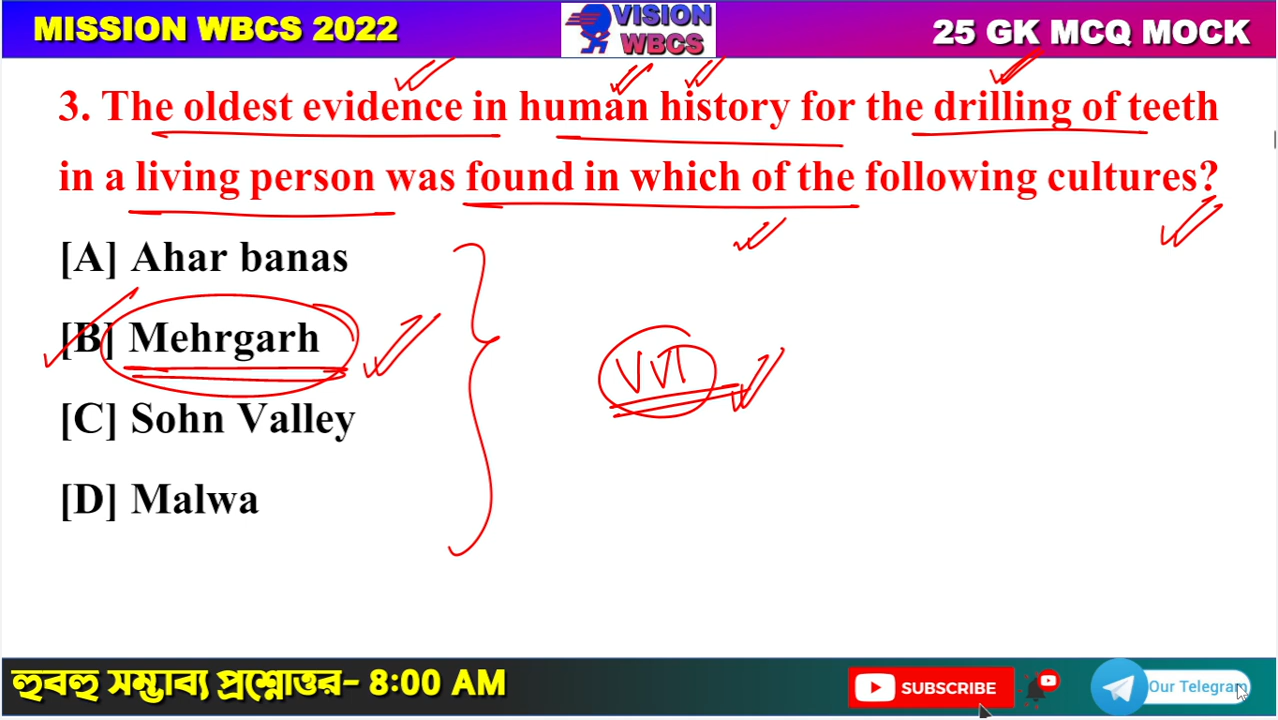 MISSION WBCS 2022
VISION
WBCS
25 GK MCQ MOCK
3. The oldest evidence in human history for the drilling of teeth
in a living person was found in which of the following cultures?
[A] Ahar banas
[B] Mehrgarh
[C] Sohn Valley
[D] Malwa
VVI
হুবহু সম্ভাব্য প্রশ্নোত্তর- 8:00 AM
SUBSCRIBE
Our Telegram